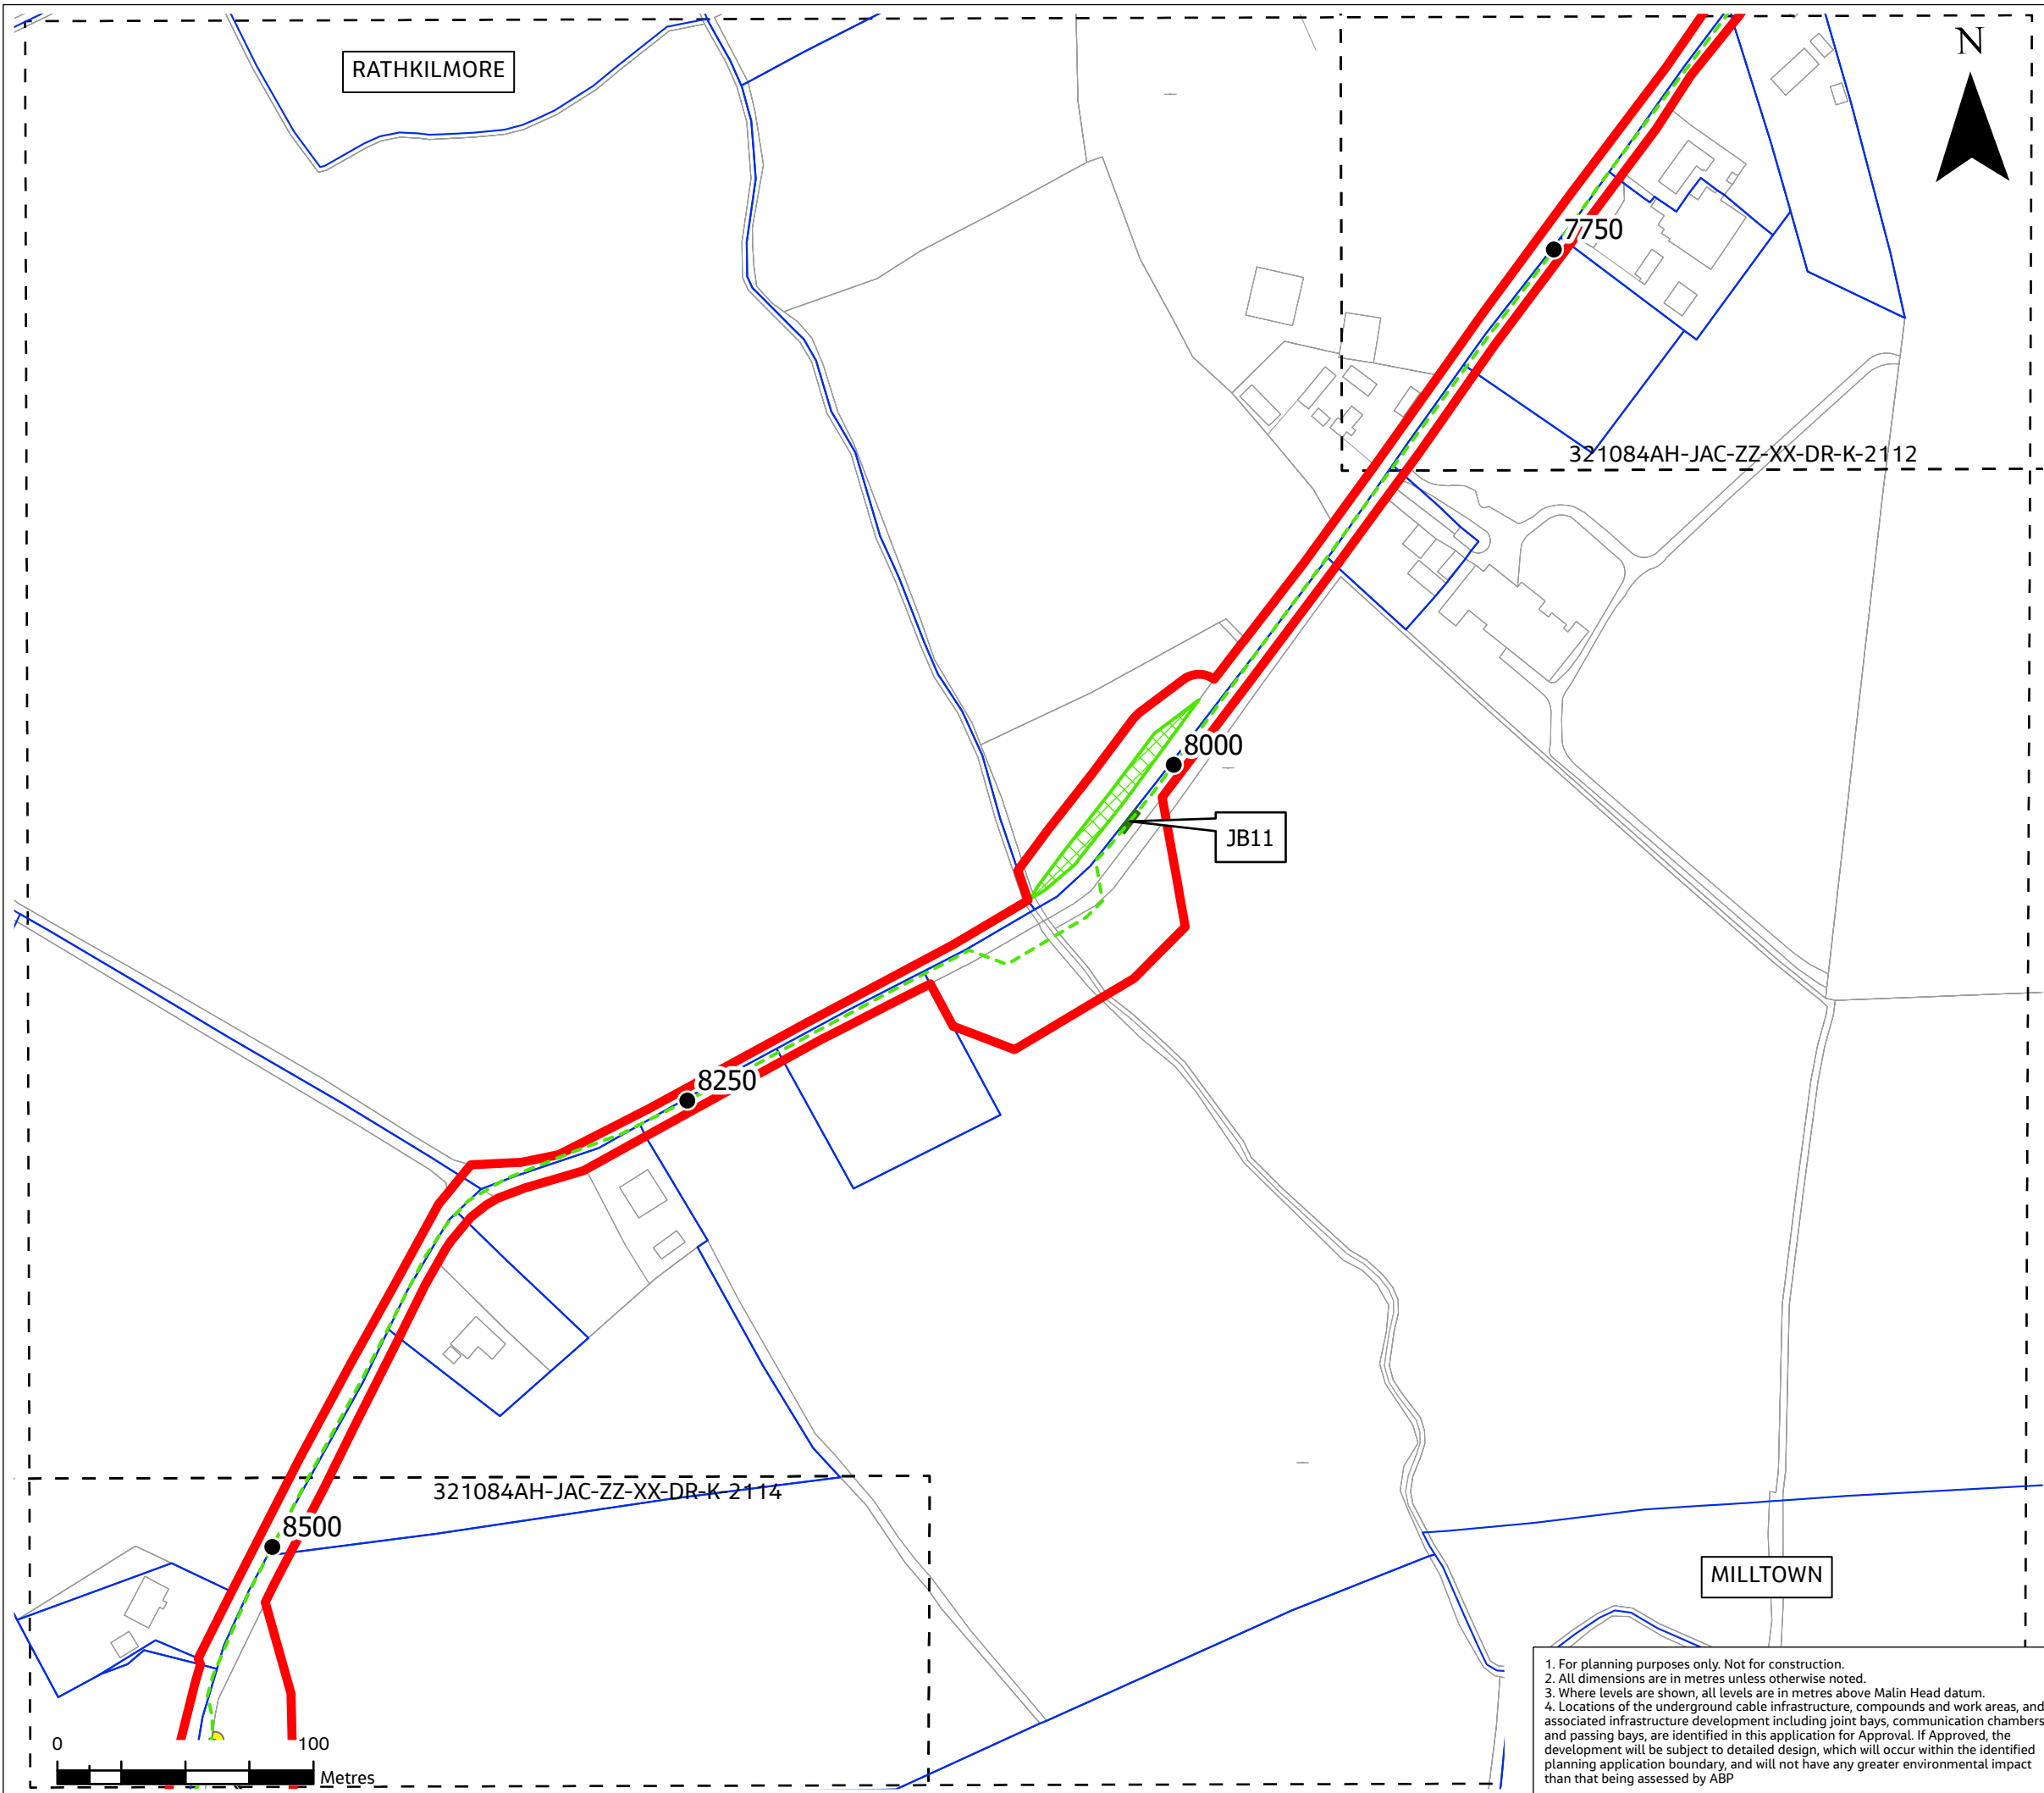 RATHKILMORE
N
7750
321084AH-JAC-ZZ-XX-DR-K-2112
8000
JB11
8250
321084AH-JAC-ZZ-XX-DR-K-2114
8500
MILLTOWN
0 100
Metres
1. For planning purposes only. Not for construction.
2. All dimensions are in metres unless otherwise noted.
3. Where levels are shown, all levels are in metres above Malin Head datum.
4. Locations of the underground cable infrastructure, compounds and work areas, and
associated infrastructure development including joint bays, communication chambers
and passing bays, are identified in this application for Approval. If Approved, the
development will be subject to detailed design, which will occur within the identified
planning application boundary, and will not have any greater environmental impact
than that being assessed by ABP